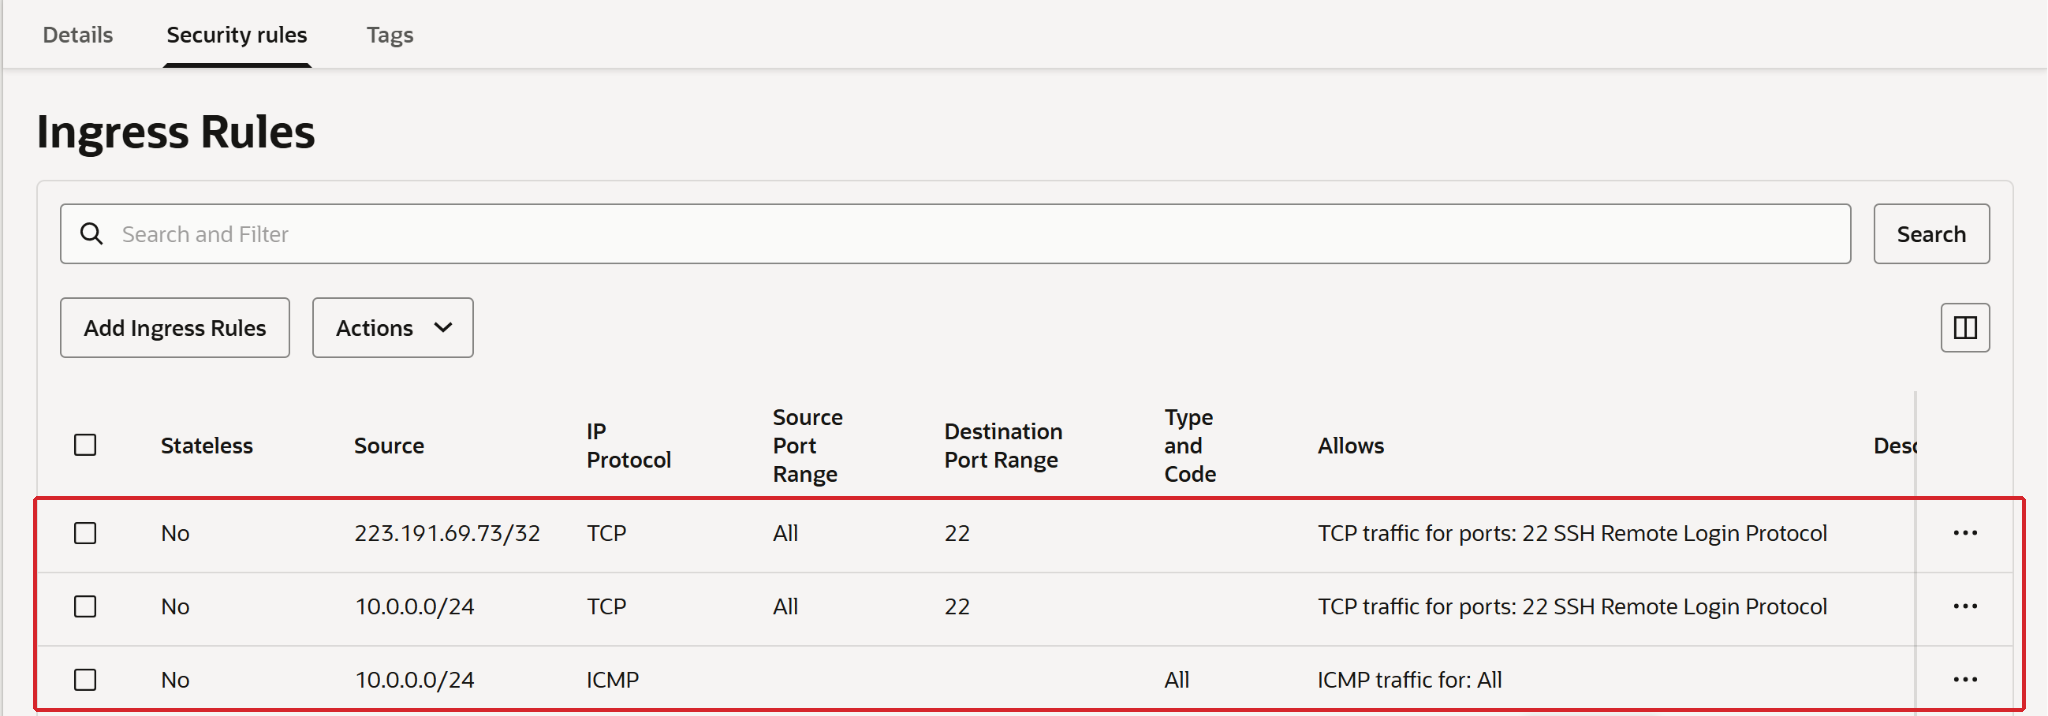 Details Security rules Tags
Ingress Rules
Search and Filter Search
Add Ingress Rules Actions
Stateless Source IP Protocol Source Port Range Destination Port Range Type and Code Allows
No 223.191.69.73/32 TCP All 22 TCP traffic for ports: 22 SSH Remote Login Protocol
No 10.0.0.0/24 TCP All 22 TCP traffic for ports: 22 SSH Remote Login Protocol
No 10.0.0.0/24 ICMP All ICMP traffic for: All